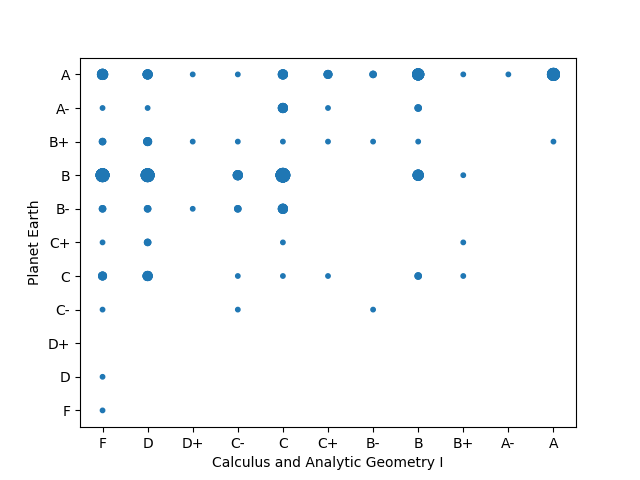 A
A-
B+
B
B-
C+
C
C-
D+
D
F
Planet Earth
F D D+ C- C C+ B- B B+ A- A
Calculus and Analytic Geometry I